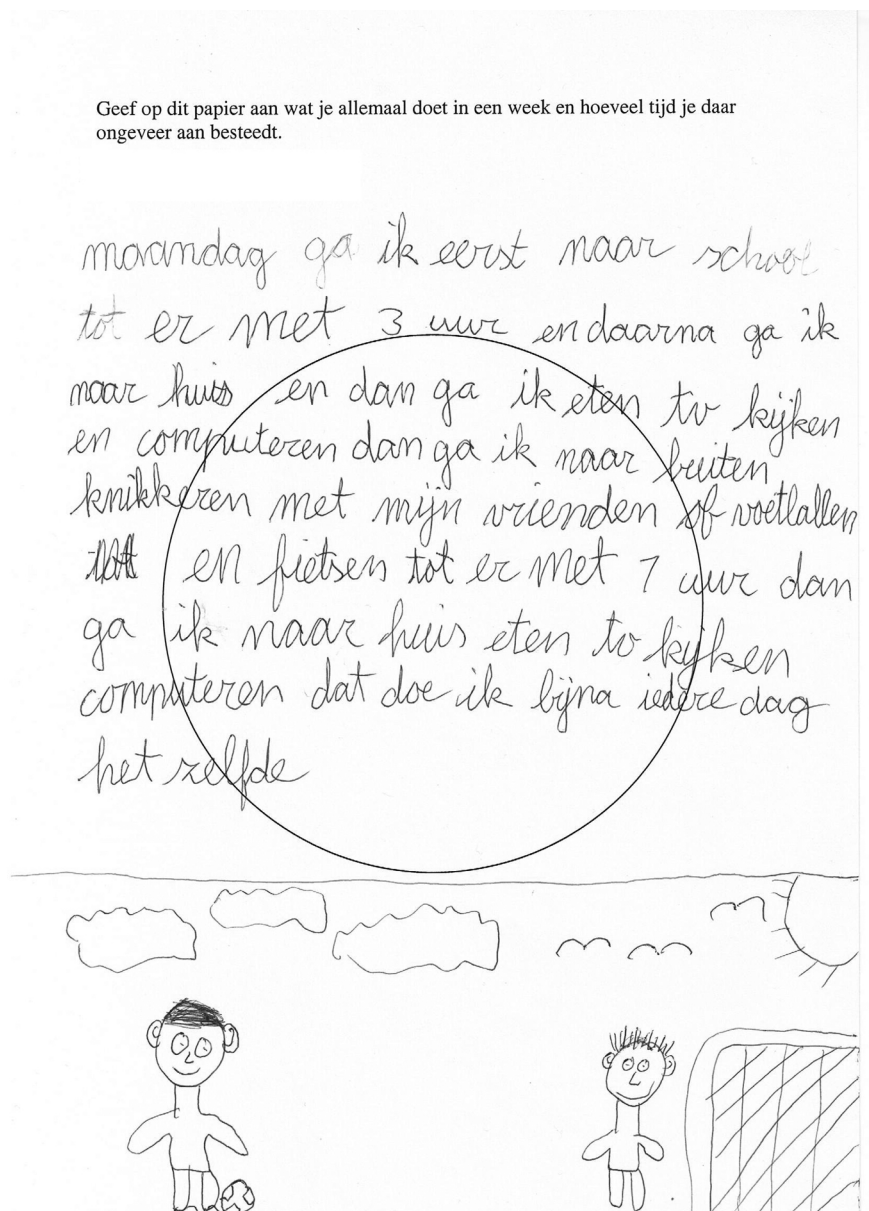 Geef op dit papier aan wat je allemaal doet in een week en hoeveel tijd je daar
ongeveer aan besteedt.
maandag ga ik eerst naar school
tot er met 3 uur en daarna ga ik
naar huis en dan ga ik eten tv kijken
en computeren dan ga ik naar buiten
knikkeren met mijn vrienden of voetlallen
en fietsen tot er met 7 uur dan
ga ik naar huis eten tv kijken
computeren dat doe ik bijna iedere dag
het zelfde